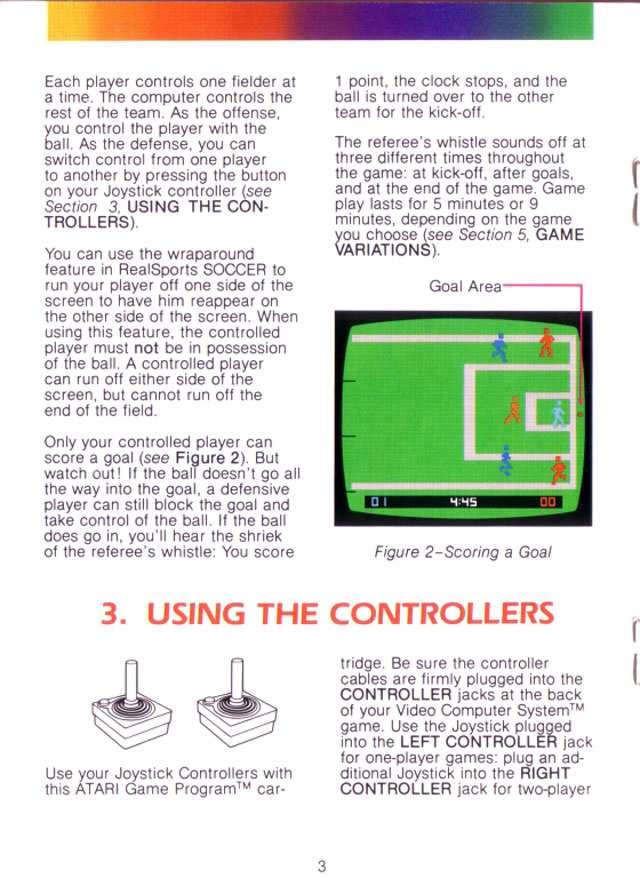 Each player controls one fielder at
a time. The computer controls the
rest of the team. As the offense,
you control the player with the
ball. As the defense, you can
switch control from one player
to another by pressing the button
on your Joystick controller (see
Section 3, USING THE CON-
TROLLERS).
You can use the wraparound
feature in RealSports SOCCER to
run your player off one side of the
screen to have him reappear on
the other side of the screen. When
using this feature, the controlled
player must not be in possession
of the ball. A controlled player
can run off either side of the
screen, but cannot run off the
end of the field.
Only your controlled player can
score a goal (see Figure 2). But
watch out! If the ball doesn't go all
the way into the goal, a defensive
player can still block the goal and
take control of the ball. If the ball
does go in, you'll hear the shriek
of the referee's whistle: You score
1 point, the clock stops, and the
ball is turned over to the other
team for the kick-off.
The referee's whistle sounds off at
three different times throughout
the game: at kick-off, after goals,
and at the end of the game. Game
play lasts for 5 minutes or 9
minutes, depending on the game
you choose (see Section 5, GAME
VARIATIONS).
Goal Area
01 4:45 00
Figure 2–Scoring a Goal
3. USING THE CONTROLLERS
Use your Joystick Controllers with
this ATARI Game Program™ car-
tridge. Be sure the controller
cables are firmly plugged into the
CONTROLLER jacks at the back
of your Video Computer System™
game. Use the Joystick plugged
into the LEFT CONTROLLER jack
for one-player games: plug an ad-
ditional Joystick into the RIGHT
CONTROLLER jack for two-player
3